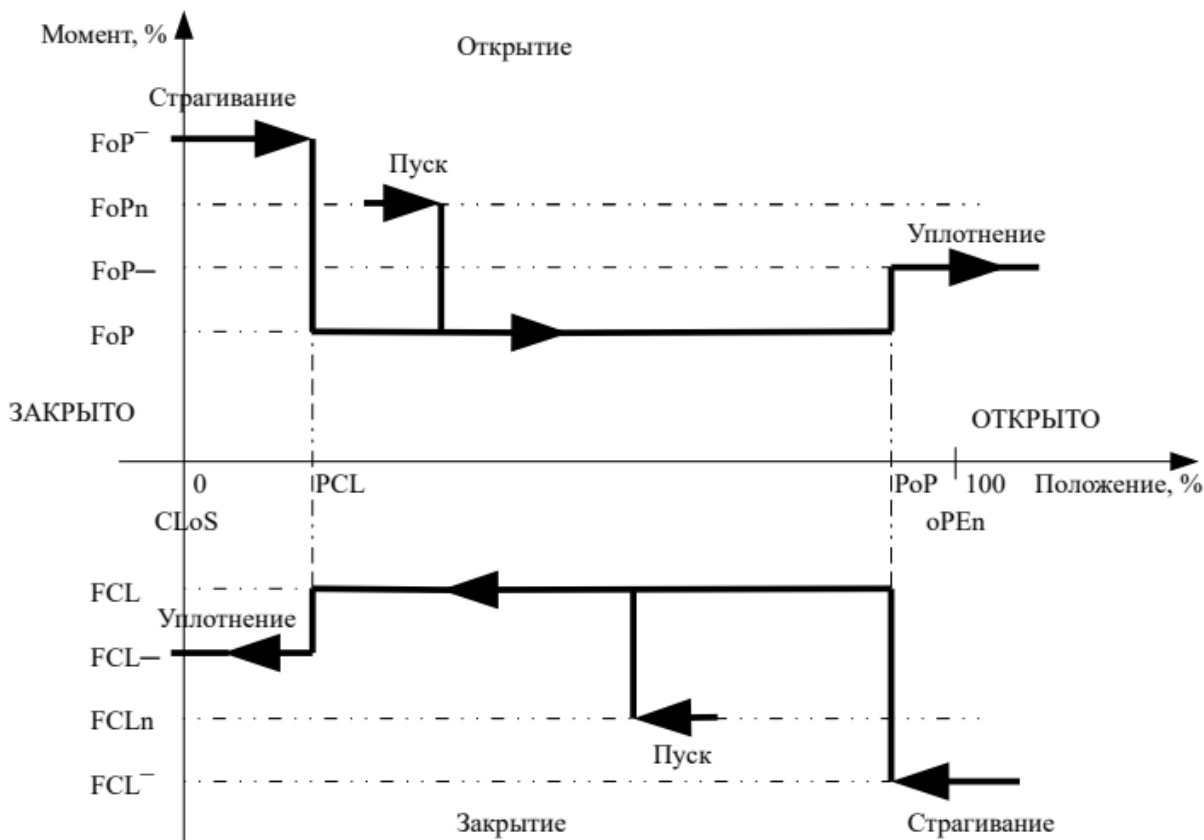 Момент, %
Открытие
Страгивание
FoP¯
Пуск
FoPn
Уплотнение
FoP—
FoP
ЗАКРЫТО
ОТКРЫТО
0 PCL PoP 100 Положение, %
CLoS oPEn
FCL
Уплотнение
FCL—
FCLn
Пуск
FCL¯
Закрытие Страгивание